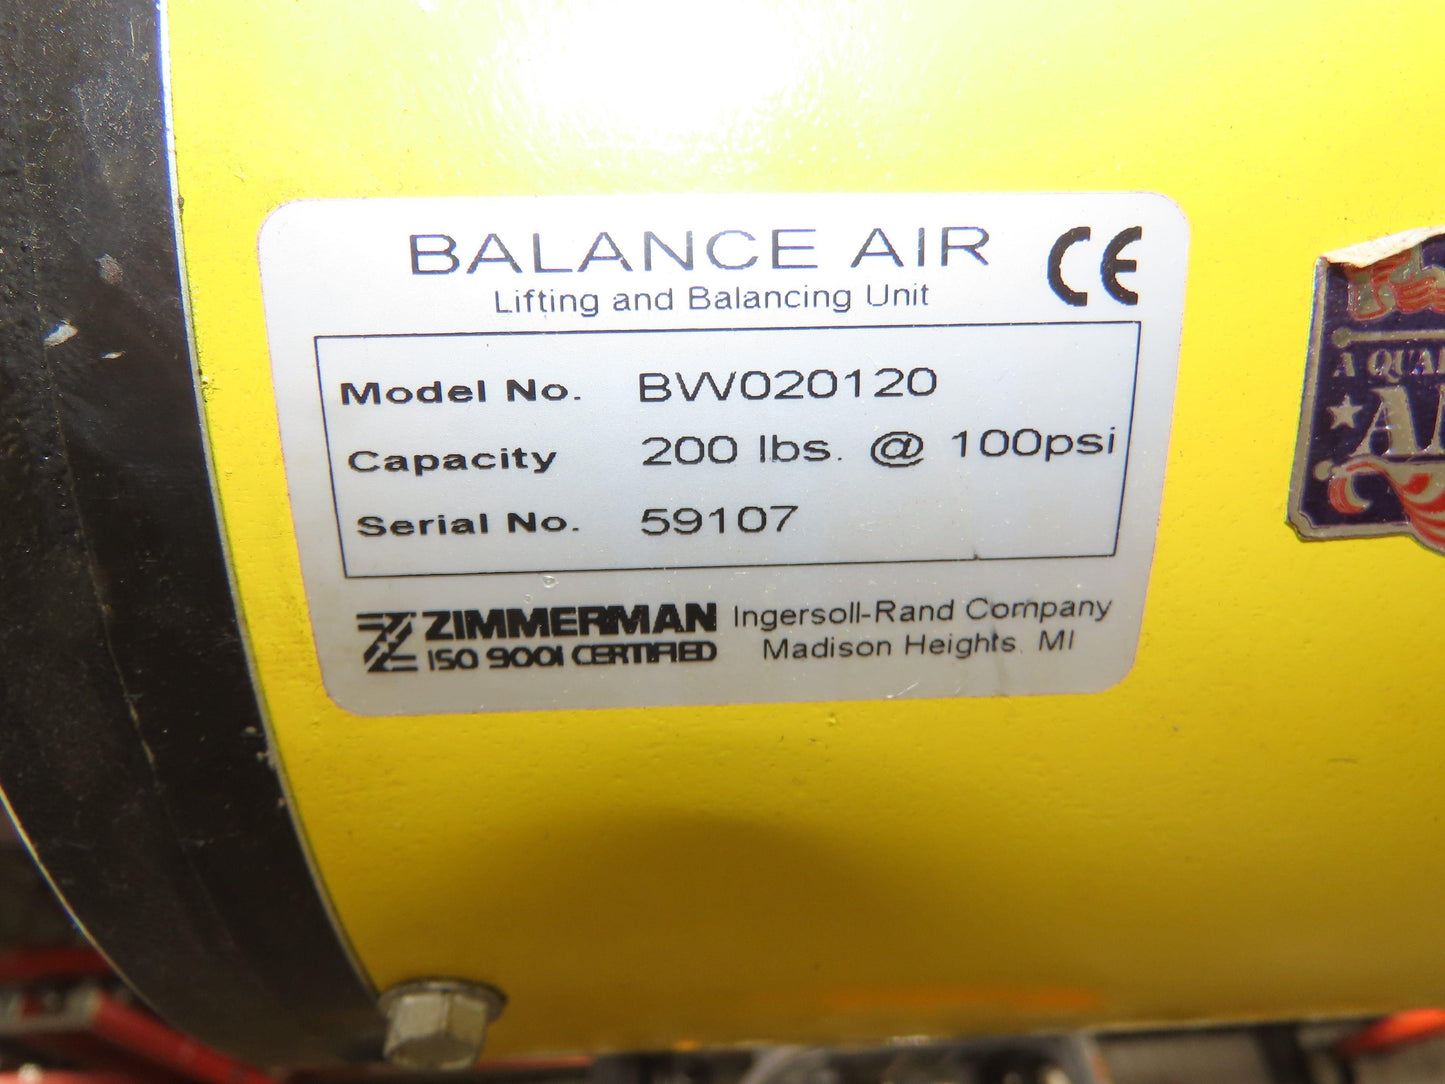 BALANCE AIR CE
Lifting and Balancing Unit
Model No. BW020120
Capacity 200 lbs. @ 100psi
Serial No. 59107
ZIMMERMAN Ingersoll-Rand Company
ISO 9001 CERTIFIED Madison Heights, MI
A